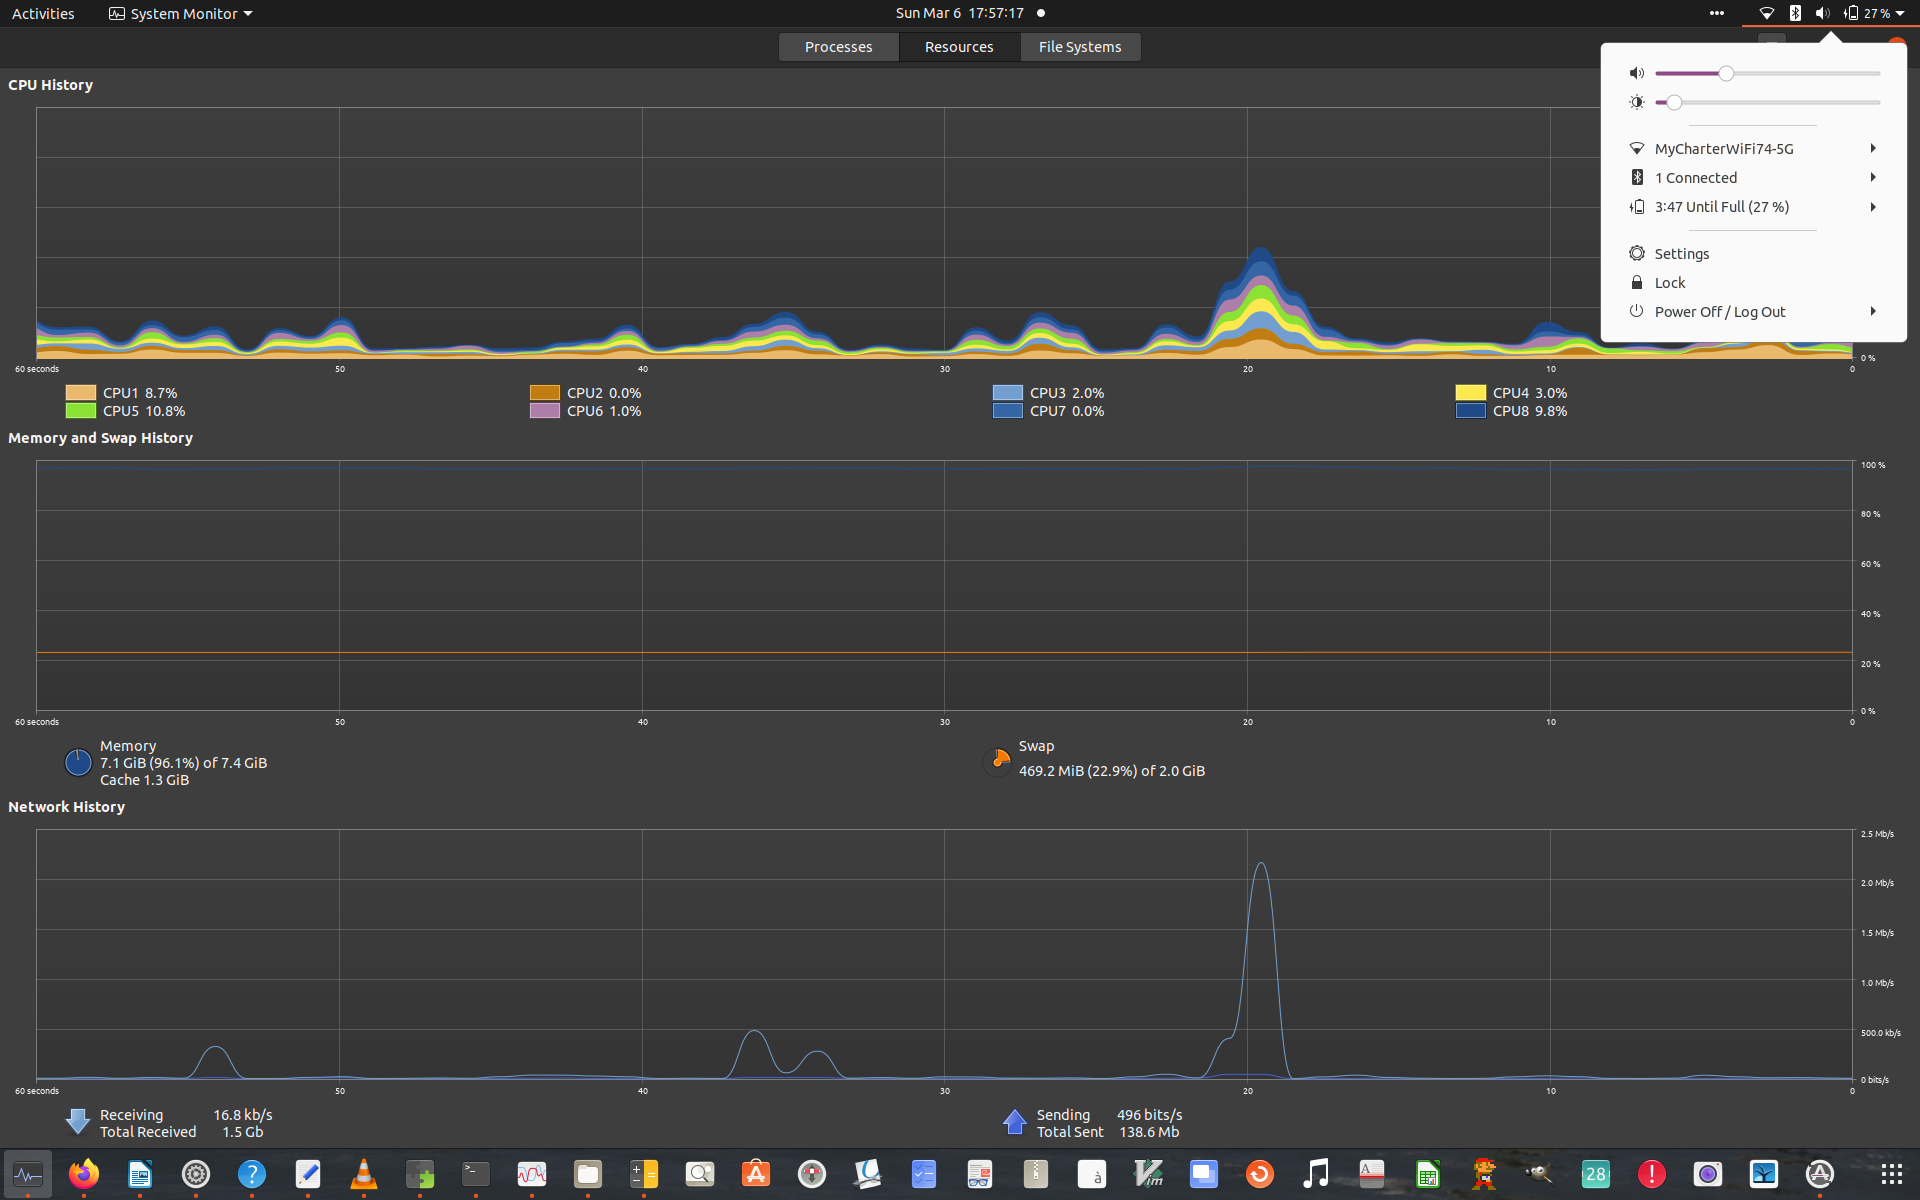 Activities System Monitor Sun Mar 6 17:57:17 27 %
Processes Resources File Systems
CPU History
MyCharterWiFi74-5G
1 Connected
3:47 Until Full (27 %)
Settings
Lock
Power Off / Log Out
0 %
60 seconds 50 40 30 20 10 0
CPU1 8.7% CPU2 0.0% CPU3 2.0% CPU4 3.0%
CPU5 10.8% CPU6 1.0% CPU7 0.0% CPU8 9.8%
Memory and Swap History
100 %
80 %
60 %
40 %
20 %
0 %
60 seconds 50 40 30 20 10 0
Memory
7.1 GiB (96.1%) of 7.4 GiB
Cache 1.3 GiB
Swap
469.2 MiB (22.9%) of 2.0 GiB
Network History
2.5 Mb/s
2.0 Mb/s
1.5 Mb/s
1.0 Mb/s
500.0 kb/s
0 bits/s
60 seconds 50 40 30 20 10 0
Receiving 16.8 kb/s
Total Received 1.5 Gb
Sending 496 bits/s
Total Sent 138.6 Mb
? >_ A à Vim A 28 !